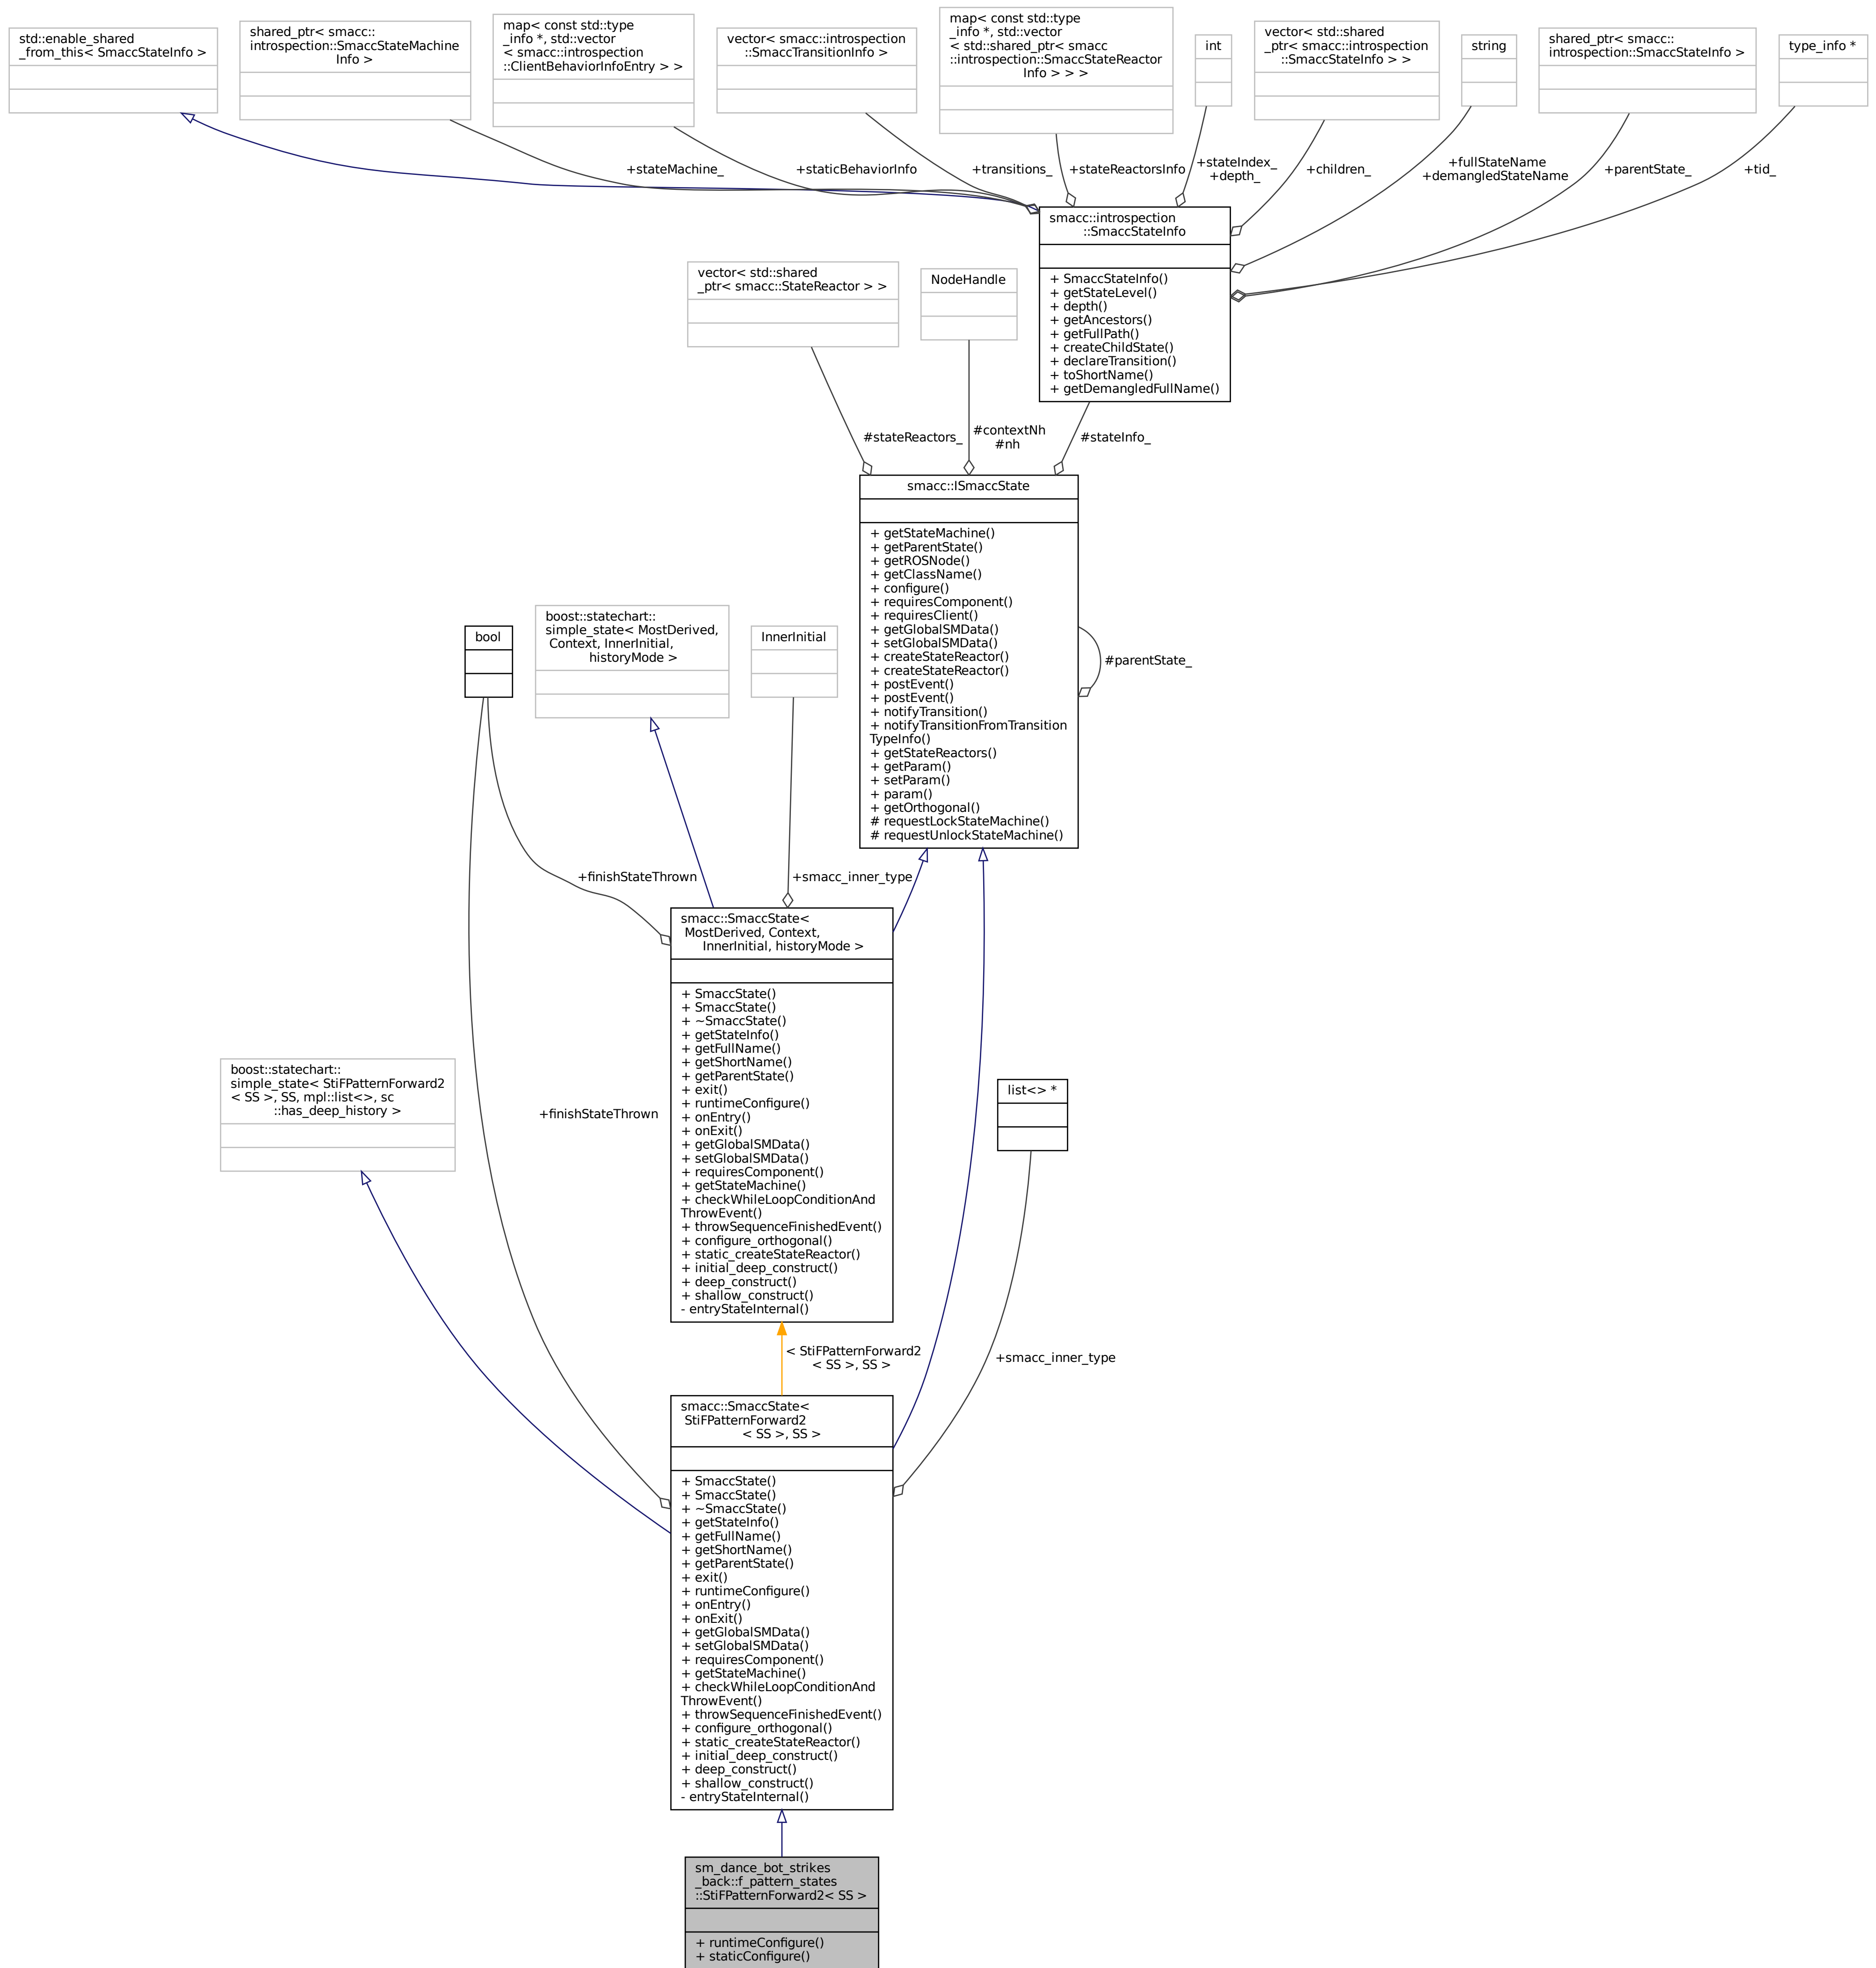 std::enable_shared
_from_this< SmaccStateInfo >
shared_ptr< smacc::
introspection::SmaccStateMachine
Info >
map< const std::type
_info *, std::vector
< smacc::introspection
::ClientBehaviorInfoEntry > >
vector< smacc::introspection
::SmaccTransitionInfo >
map< const std::type
_info *, std::vector
< std::shared_ptr< smacc
::introspection::SmaccStateReactor
Info > > >
int
vector< std::shared
_ptr< smacc::introspection
::SmaccStateInfo > >
string
shared_ptr< smacc::
introspection::SmaccStateInfo >
type_info *
+stateMachine_
+staticBehaviorInfo
+transitions_
+stateReactorsInfo
+stateIndex_
+depth_
+children_
+fullStateName
+demangledStateName
+parentState_
+tid_
smacc::introspection
::SmaccStateInfo
+ SmaccStateInfo()
+ getStateLevel()
+ depth()
+ getAncestors()
+ getFullPath()
+ createChildState()
+ declareTransition()
+ toShortName()
+ getDemangledFullName()
vector< std::shared
_ptr< smacc::StateReactor > >
NodeHandle
#stateReactors_
#contextNh
#nh
#stateInfo_
smacc::ISmaccState
+ getStateMachine()
+ getParentState()
+ getROSNode()
+ getClassName()
+ configure()
+ requiresComponent()
+ requiresClient()
+ getGlobalSMData()
+ setGlobalSMData()
+ createStateReactor()
+ createStateReactor()
+ postEvent()
+ postEvent()
+ notifyTransition()
+ notifyTransitionFromTransition
TypeInfo()
+ getStateReactors()
+ getParam()
+ setParam()
+ param()
+ getOrthogonal()
# requestLockStateMachine()
# requestUnlockStateMachine()
#parentState_
bool
boost::statechart::
simple_state< MostDerived,
Context, InnerInitial,
historyMode >
InnerInitial
+finishStateThrown
+smacc_inner_type
smacc::SmaccState<
MostDerived, Context,
InnerInitial, historyMode >
+ SmaccState()
+ SmaccState()
+ ~SmaccState()
+ getStateInfo()
+ getFullName()
+ getShortName()
+ getParentState()
+ exit()
+ runtimeConfigure()
+ onEntry()
+ onExit()
+ getGlobalSMData()
+ setGlobalSMData()
+ requiresComponent()
+ getStateMachine()
+ checkWhileLoopConditionAnd
ThrowEvent()
+ throwSequenceFinishedEvent()
+ configure_orthogonal()
+ static_createStateReactor()
+ initial_deep_construct()
+ deep_construct()
+ shallow_construct()
- entryStateInternal()
boost::statechart::
simple_state< StiFPatternForward2
< SS >, SS, mpl::list<>, sc
::has_deep_history >
+finishStateThrown
list<> *
< StiFPatternForward2
< SS >, SS >
+smacc_inner_type
smacc::SmaccState<
StiFPatternForward2
< SS >, SS >
+ SmaccState()
+ SmaccState()
+ ~SmaccState()
+ getStateInfo()
+ getFullName()
+ getShortName()
+ getParentState()
+ exit()
+ runtimeConfigure()
+ onEntry()
+ onExit()
+ getGlobalSMData()
+ setGlobalSMData()
+ requiresComponent()
+ getStateMachine()
+ checkWhileLoopConditionAnd
ThrowEvent()
+ throwSequenceFinishedEvent()
+ configure_orthogonal()
+ static_createStateReactor()
+ initial_deep_construct()
+ deep_construct()
+ shallow_construct()
- entryStateInternal()
sm_dance_bot_strikes
_back::f_pattern_states
::StiFPatternForward2< SS >
+ runtimeConfigure()
+ staticConfigure()